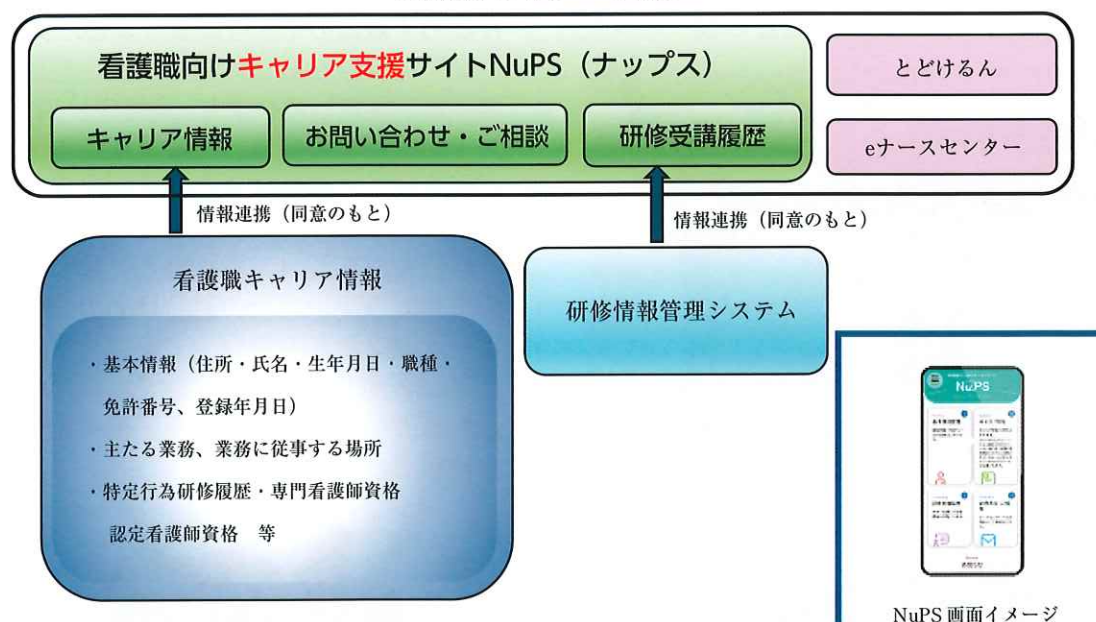 看護職向けキャリア支援サイトNuPS（ナップス）
キャリア情報
お問い合わせ・ご相談
研修受講履歴
とどけるん
eナースセンター
情報連携（同意のもと）
情報連携（同意のもと）
看護職キャリア情報
・基本情報（住所・氏名・生年月日・職種・
免許番号、登録年月日）
・主たる業務、業務に従事する場所
・特定行為研修履歴・専門看護師資格
認定看護師資格　等
研修情報管理システム
NuPS
NuPS 画面イメージ